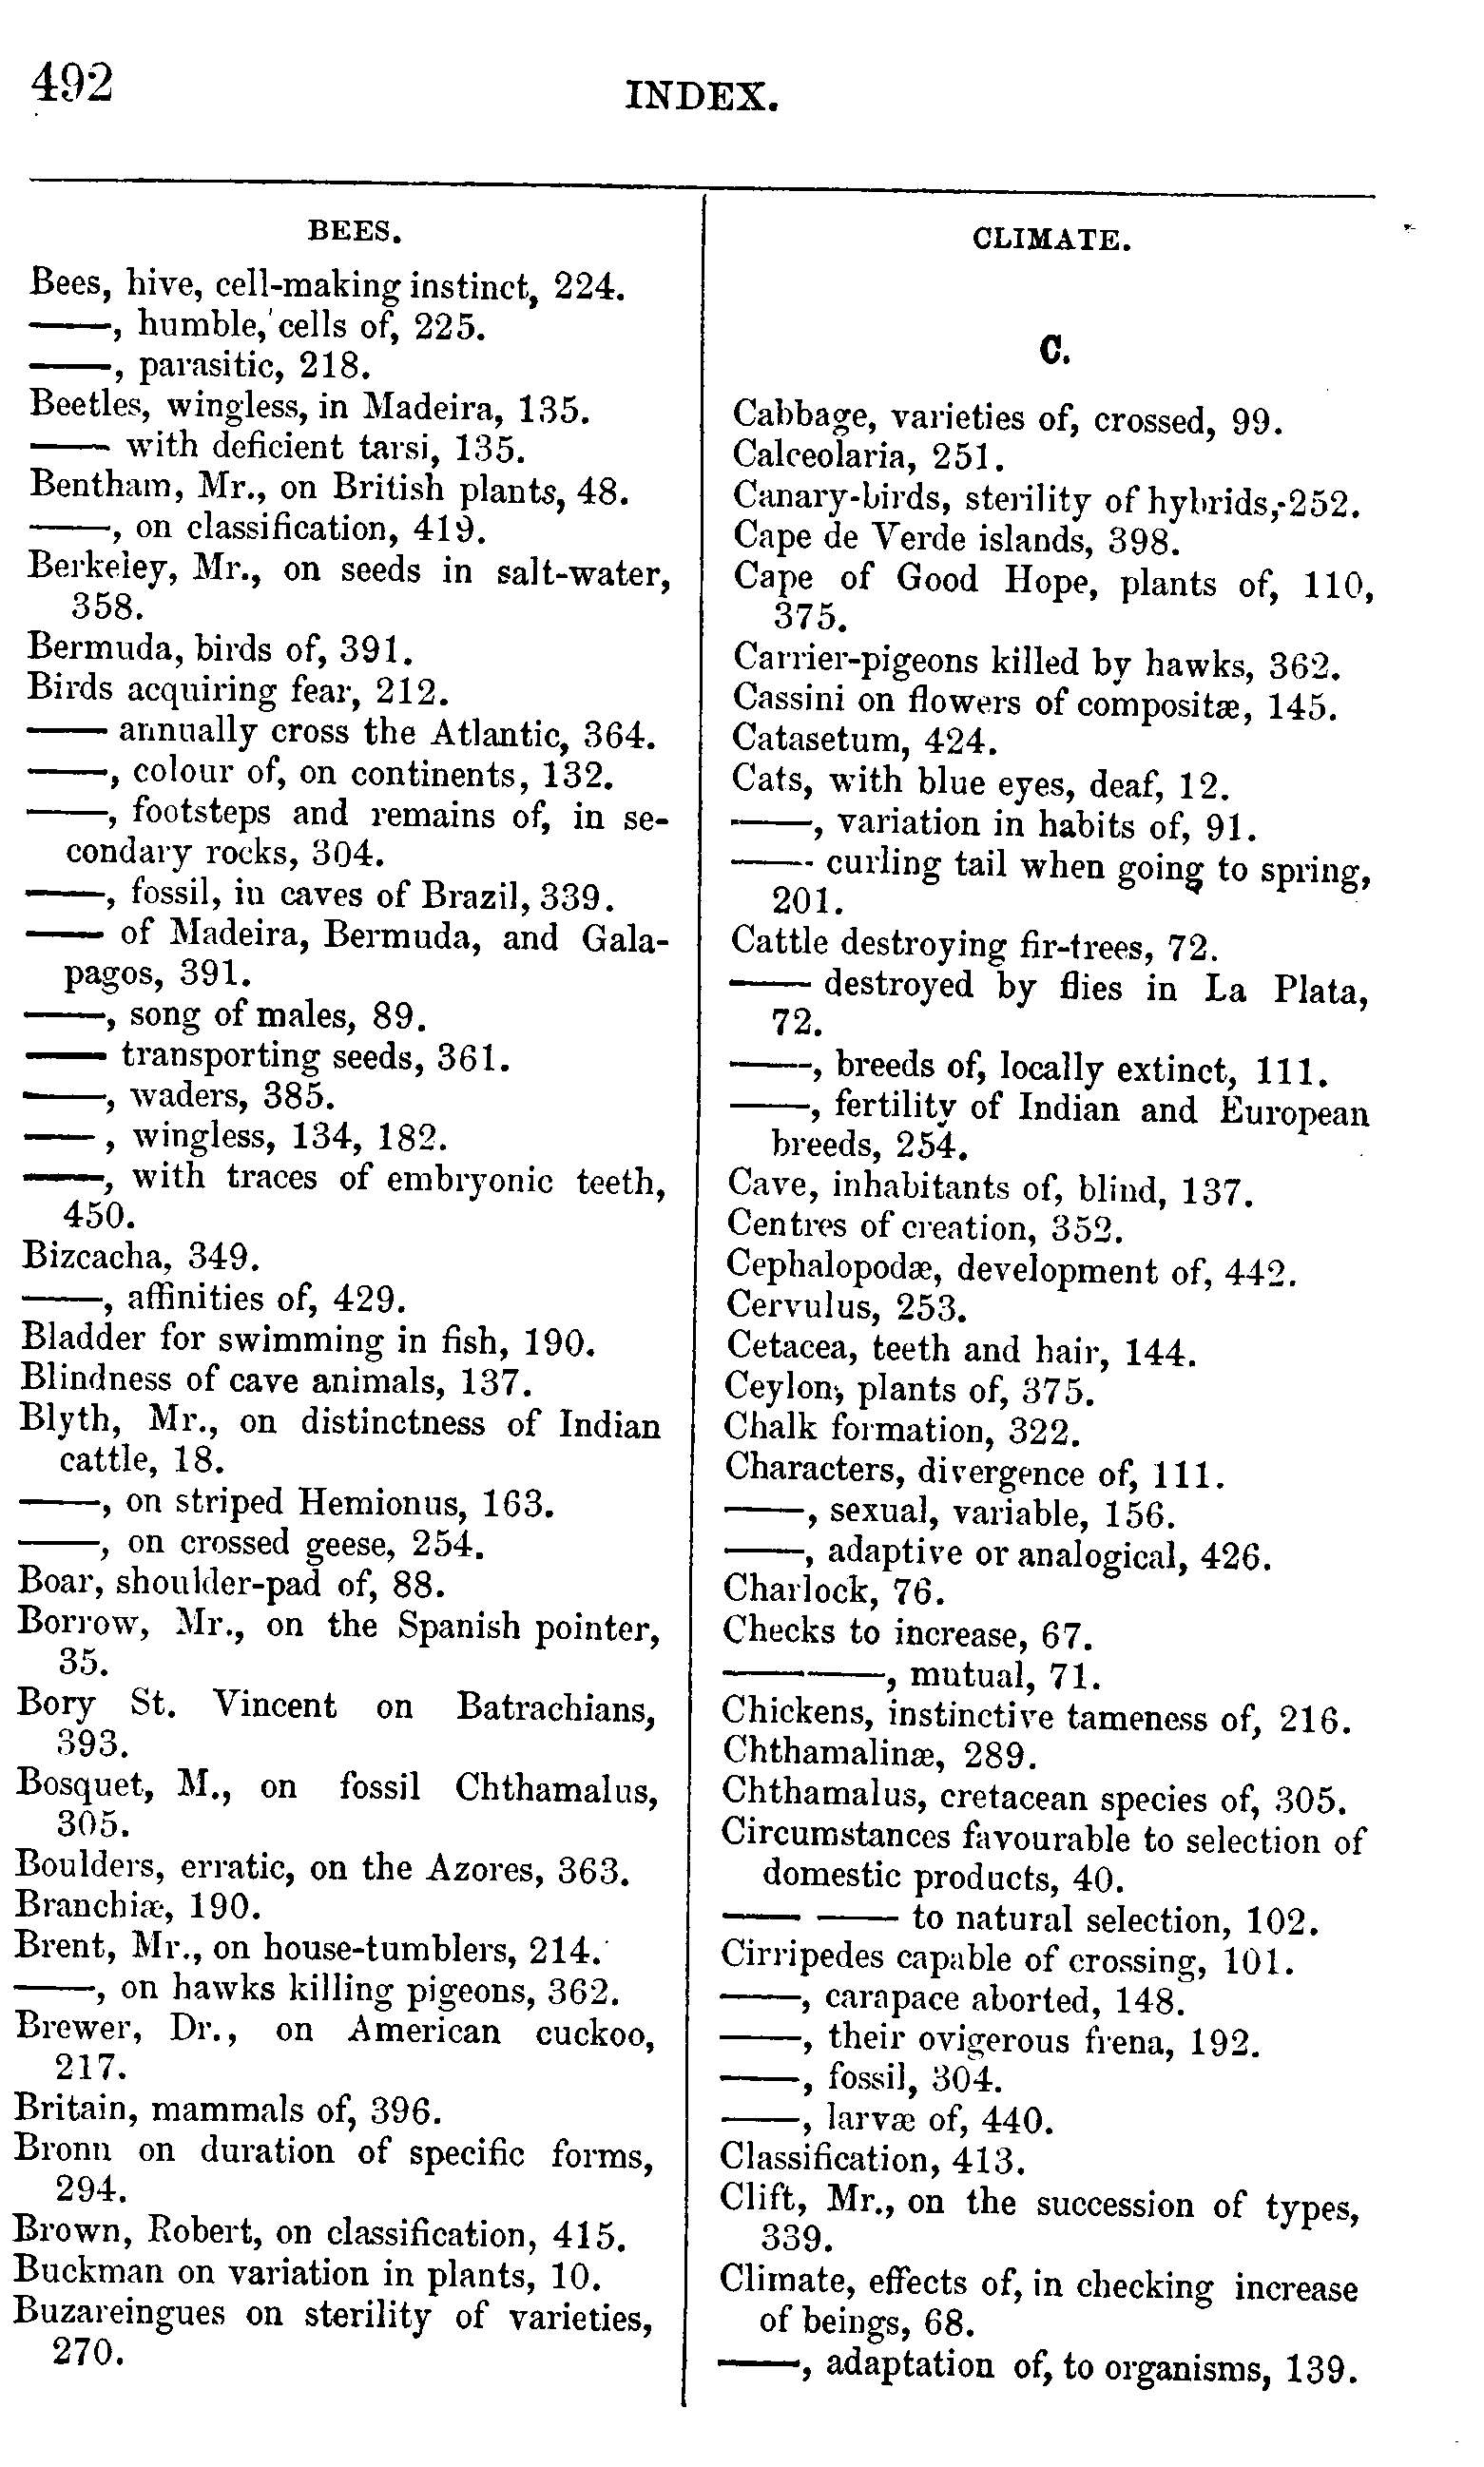 492
INDEX.
BEES.
Bees, hive, cell-making instinct, 224.
——, humble, cells of, 225.
——, parasitic, 218.
Beetles, wingless, in Madeira, 135.
—— with deficient tarsi, 135.
Bentham, Mr., on British plants, 48.
——, on classification, 419.
Berkeley, Mr., on seeds in salt-water,
358.
Bermuda, birds of, 391.
Birds acquiring fear, 212.
—— annually cross the Atlantic, 364.
——, colour of, on continents, 132.
——, footsteps and remains of, in se-
condary rocks, 304.
——, fossil, in caves of Brazil, 339.
—— of Madeira, Bermuda, and Gala-
pagos, 391.
——, song of males, 89.
—— transporting seeds, 361.
——, waders, 385.
——, wingless, 134, 182.
——, with traces of embryonic teeth,
450.
Bizcacha, 349.
——, affinities of, 429.
Bladder for swimming in fish, 190.
Blindness of cave animals, 137.
Blyth, Mr., on distinctness of Indian
cattle, 18.
——, on striped Hemionus, 163.
——, on crossed geese, 254.
Boar, shoulder-pad of, 88.
Borrow, Mr., on the Spanish pointer,
35.
Bory St. Vincent on Batrachians,
393.
Bosquet, M., on fossil Chthamalus,
305.
Boulders, erratic, on the Azores, 363.
Branchiæ, 190.
Brent, Mr., on house-tumblers, 214.
——, on hawks killing pigeons, 362.
Brewer, Dr., on American cuckoo,
217.
Britain, mammals of, 396.
Bronn on duration of specific forms,
294.
Brown, Robert, on classification, 415.
Buckman on variation in plants, 10.
Buzareingues on sterility of varieties,
270.
CLIMATE.
C.
Cabbage, varieties of, crossed, 99.
Calceolaria, 251.
Canary-birds, sterility of hybrids, 252.
Cape de Verde islands, 398.
Cape of Good Hope, plants of, 110,
375.
Carrier-pigeons killed by hawks, 362.
Cassini on flowers of compositæ, 145.
Catasetum, 424.
Cats, with blue eyes, deaf, 12.
——, variation in habits of, 91.
—— curling tail when going to spring,
201.
Cattle destroying fir-trees, 72.
—— destroyed by flies in La Plata,
72.
——, breeds of, locally extinct, 111.
——, fertility of Indian and European
breeds, 254.
Cave, inhabitants of, blind, 137.
Centres of creation, 352.
Cephalopodæ, development of, 442.
Cervulus, 253.
Cetacea, teeth and hair, 144.
Ceylon, plants of, 375.
Chalk formation, 322.
Characters, divergence of, 111.
——, sexual, variable, 156.
——, adaptive or analogical, 426.
Charlock, 76.
Checks to increase, 67.
————, mutual, 71.
Chickens, instinctive tameness of, 216.
Chthamalinæ, 289.
Chthamalus, cretacean species of, 305.
Circumstances favourable to selection of
domestic products, 40.
—— —— to natural selection, 102.
Cirripedes capable of crossing, 101.
——, carapace aborted, 148.
——, their ovigerous frena, 192.
——, fossil, 304.
——, larvæ of, 440.
Classification, 413.
Clift, Mr., on the succession of types,
339.
Climate, effects of, in checking increase
of beings, 68.
——, adaptation of, to organisms, 139.